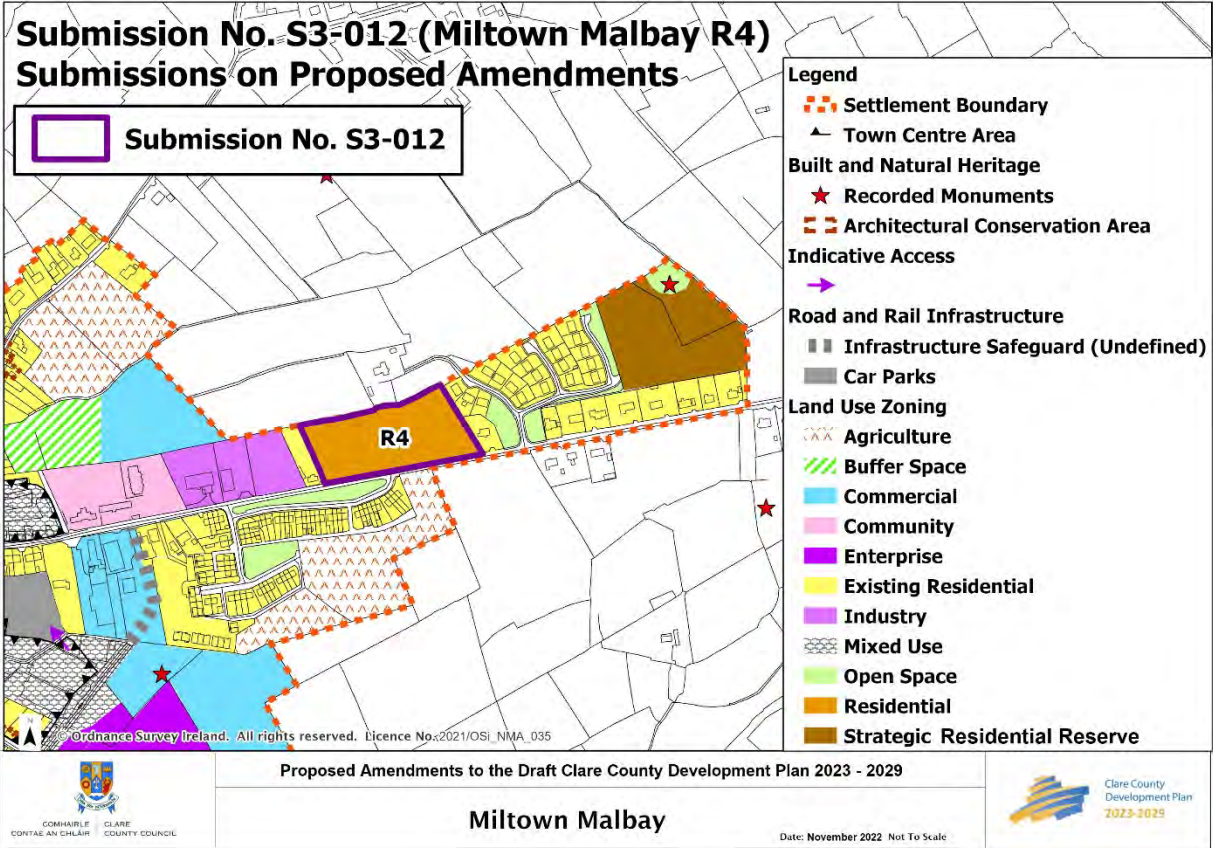 Submission No. S3-012 (Miltown Malbay R4)
Submissions on Proposed Amendments
Submission No. S3-012
Legend
Settlement Boundary
Town Centre Area
Built and Natural Heritage
Recorded Monuments
Architectural Conservation Area
Indicative Access
Road and Rail Infrastructure
Infrastructure Safeguard (Undefined)
Car Parks
Land Use Zoning
Agriculture
Buffer Space
Commercial
Community
Enterprise
Existing Residential
Industry
Mixed Use
Open Space
Residential
Strategic Residential Reserve
R4
N
© Ordnance Survey Ireland. All rights reserved. Licence No.:2021/OSi_NMA_035
Proposed Amendments to the Draft Clare County Development Plan 2023 - 2029
Miltown Malbay
Date: November 2022 Not To Scale
COMHAIRLE CLARE
CONTAE AN CHLÁIR COUNTY COUNCIL
Clare County
Development Plan
2023-2029